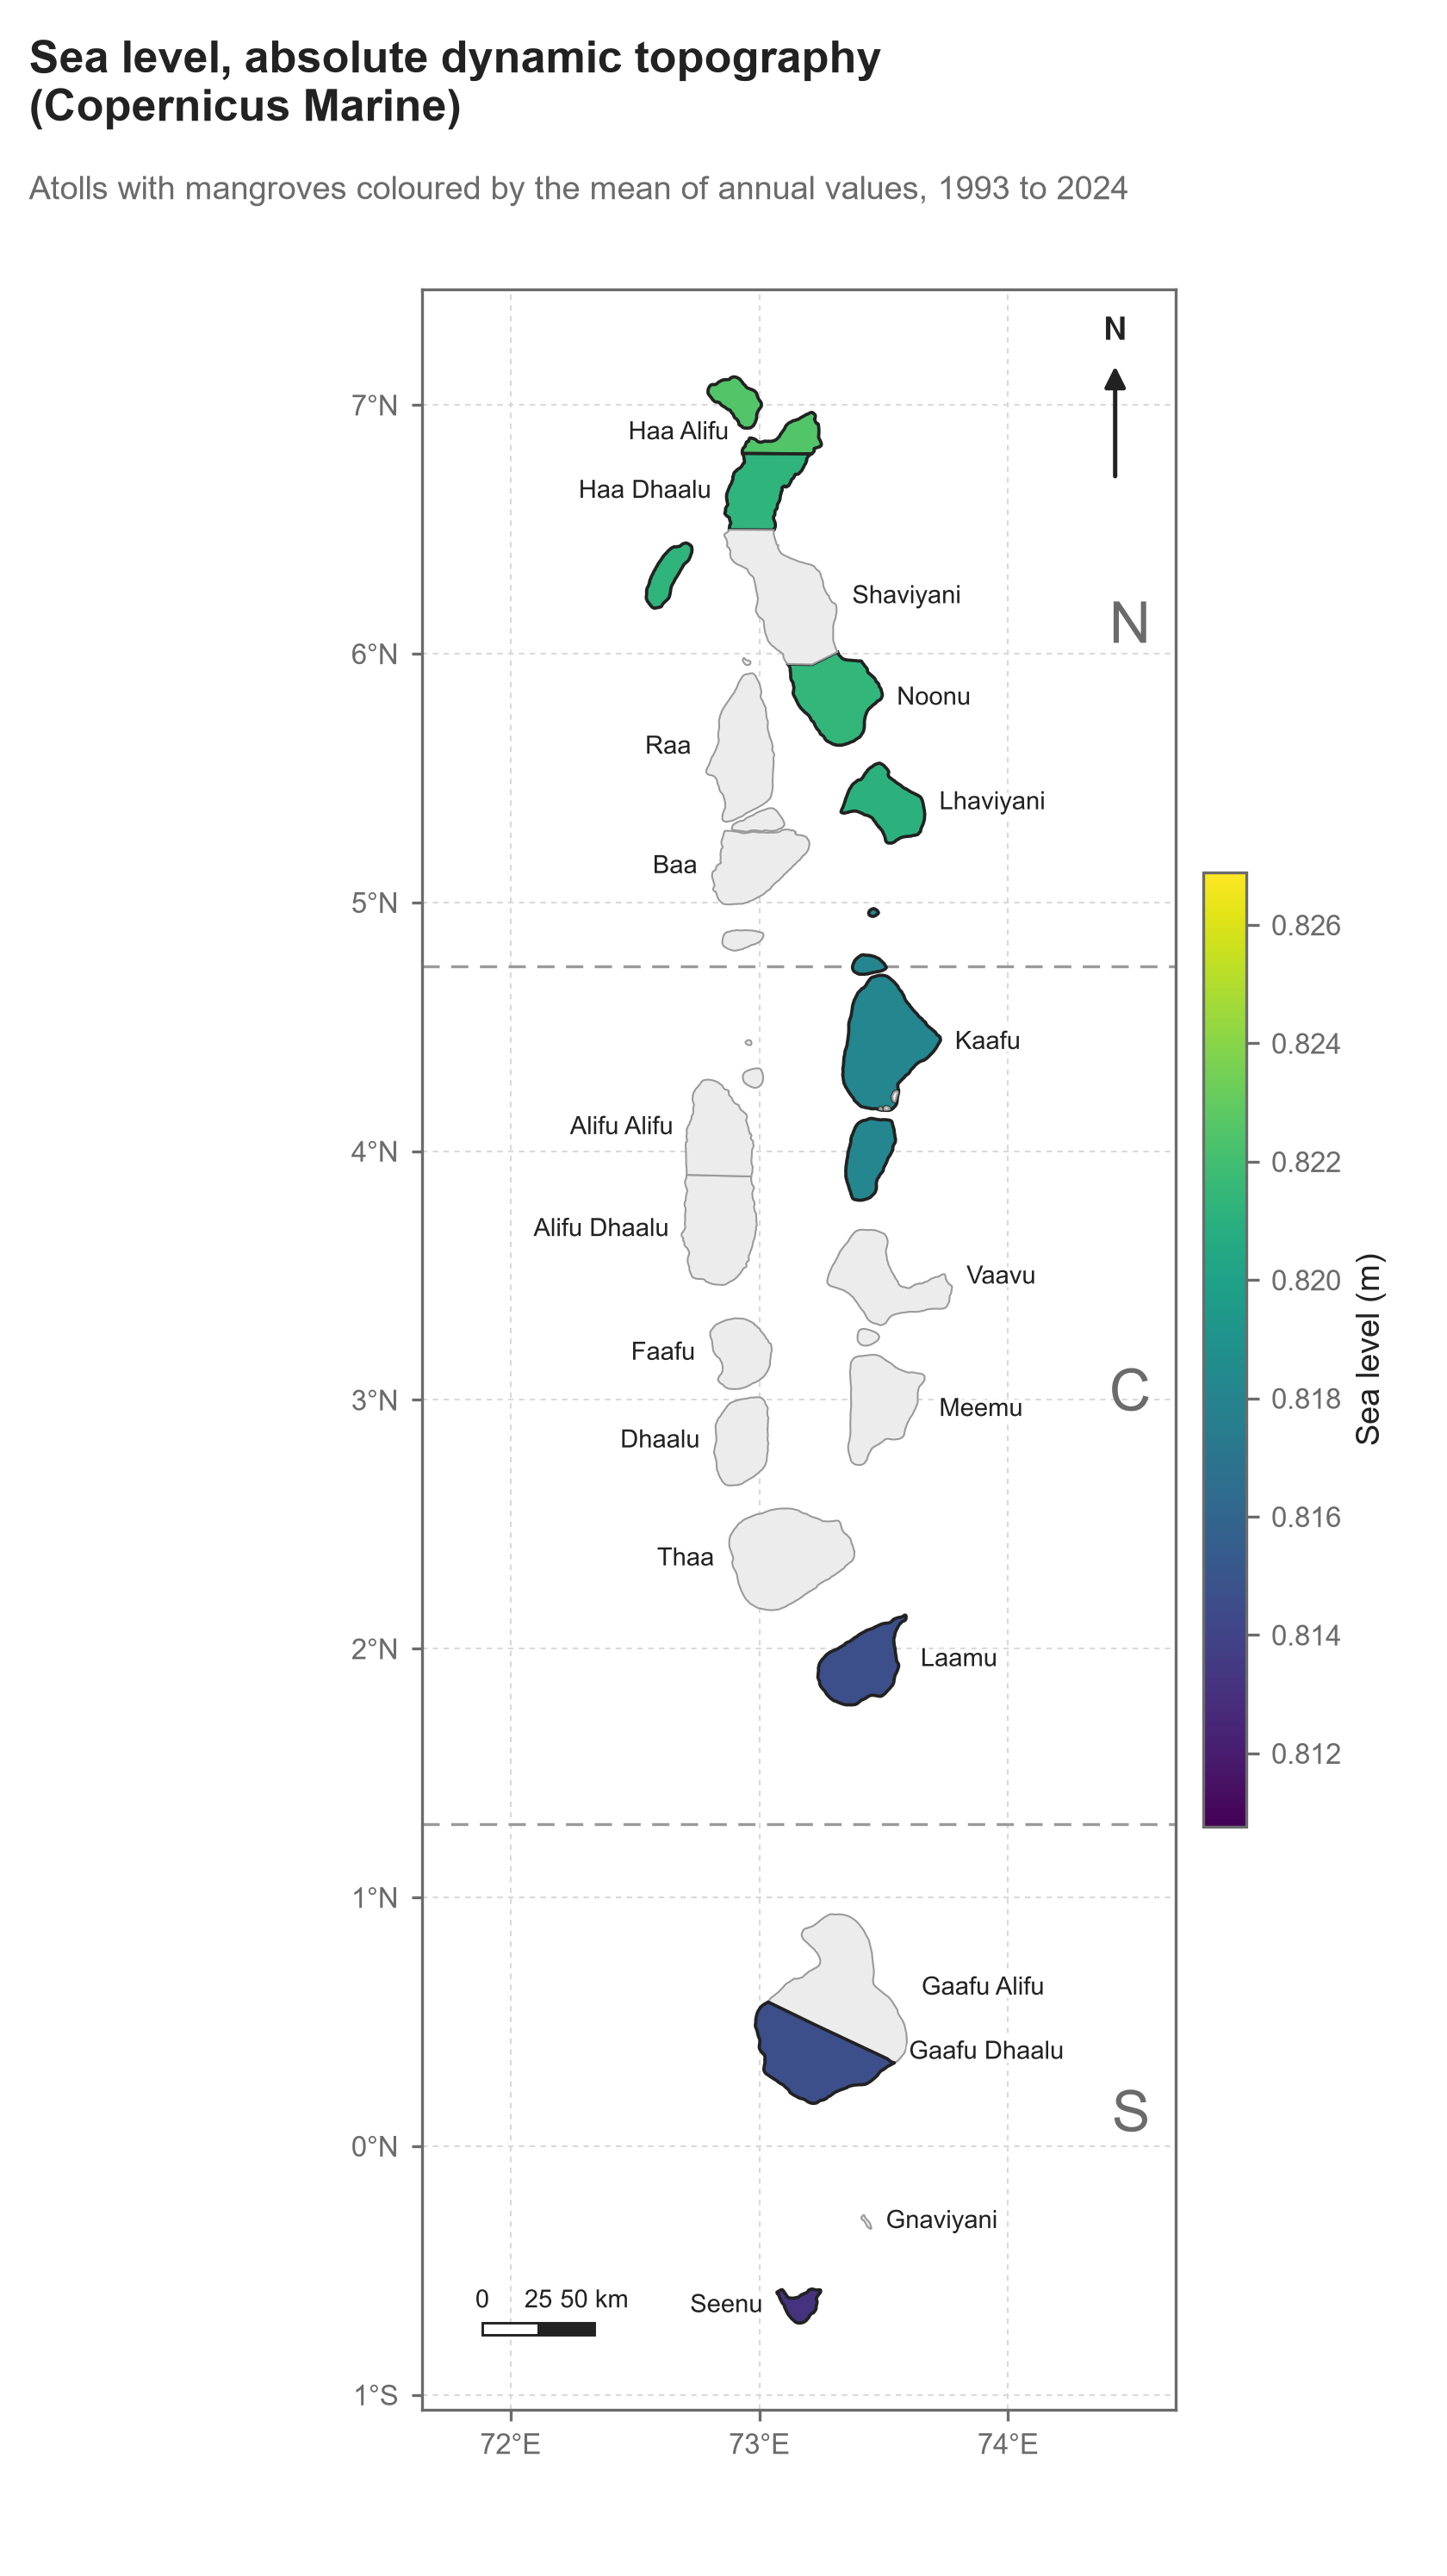 Sea level, absolute dynamic topography
(Copernicus Marine)
Atolls with mangroves coloured by the mean of annual values, 1993 to 2024
N
7°N
Haa Alifu
Haa Dhaalu
Shaviyani
N
6°N
Noonu
Raa
Lhaviyani
Baa
5°N
0.826
Kaafu
0.824
Alifu Alifu
4°N
0.822
Alifu Dhaalu
Vaavu
0.820
Sea level (m)
Faafu
3°N
C
0.818
Meemu
Dhaalu
0.816
Thaa
2°N
0.814
Laamu
0.812
1°N
Gaafu Alifu
Gaafu Dhaalu
S
0°N
Gnaviyani
0 25 50 km
Seenu
1°S
72°E 73°E 74°E